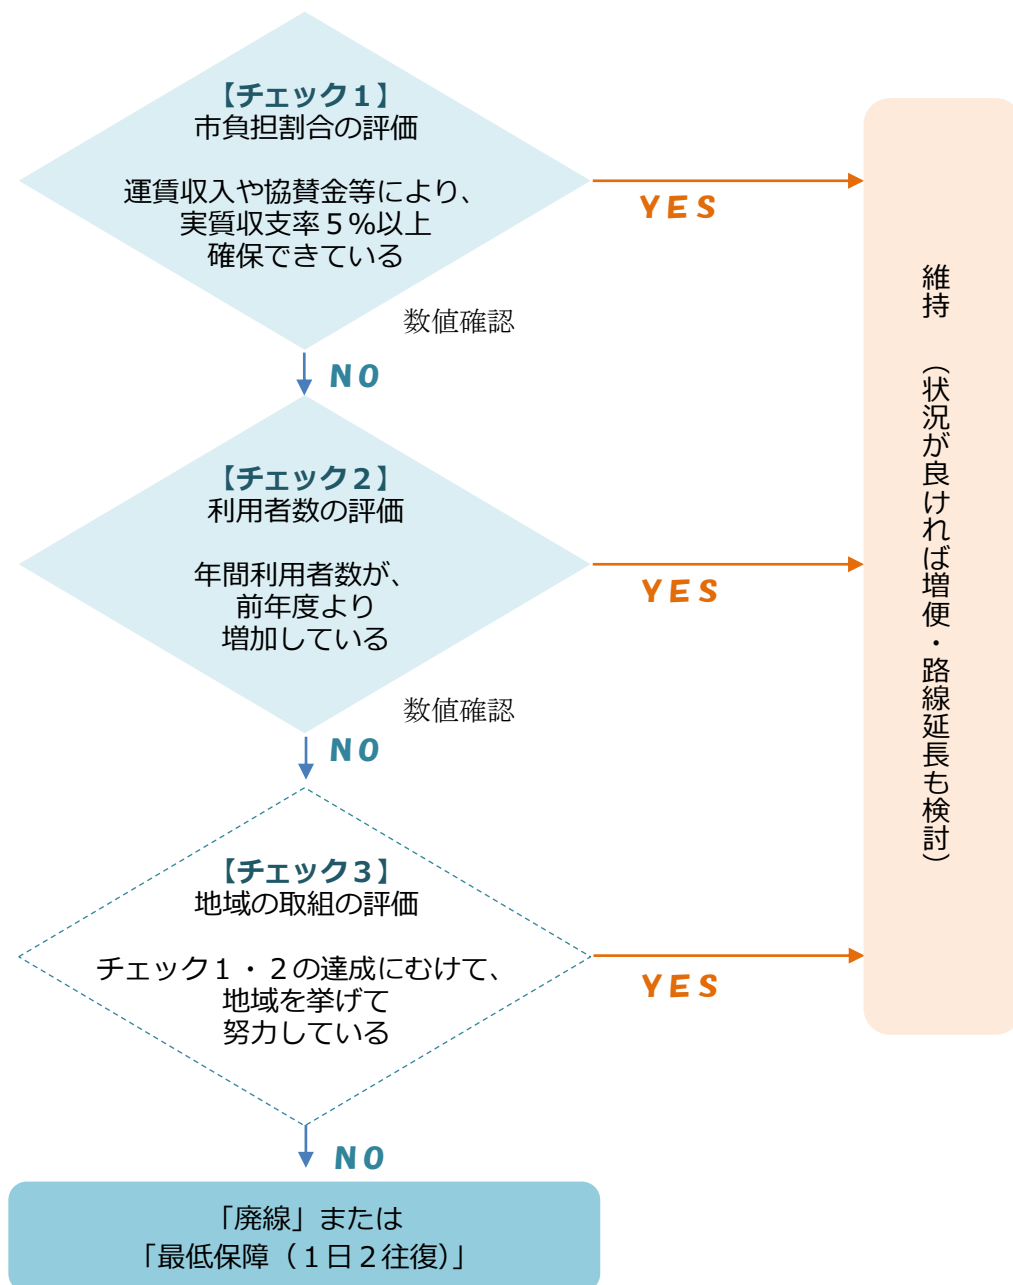 【チェック１】
市負担割合の評価
運賃収入や協賛金等により、
実質収支率５％以上
確保できている
YES
数値確認
NO
【チェック２】
利用者数の評価
年間利用者数が、
前年度より
増加している
YES
数値確認
NO
【チェック３】
地域の取組の評価
チェック１・２の達成にむけて、
地域を挙げて
努力している
YES
NO
「廃線」または
「最低保障（１日２往復）」
維持　（状況が良ければ増便・路線延長も検討）